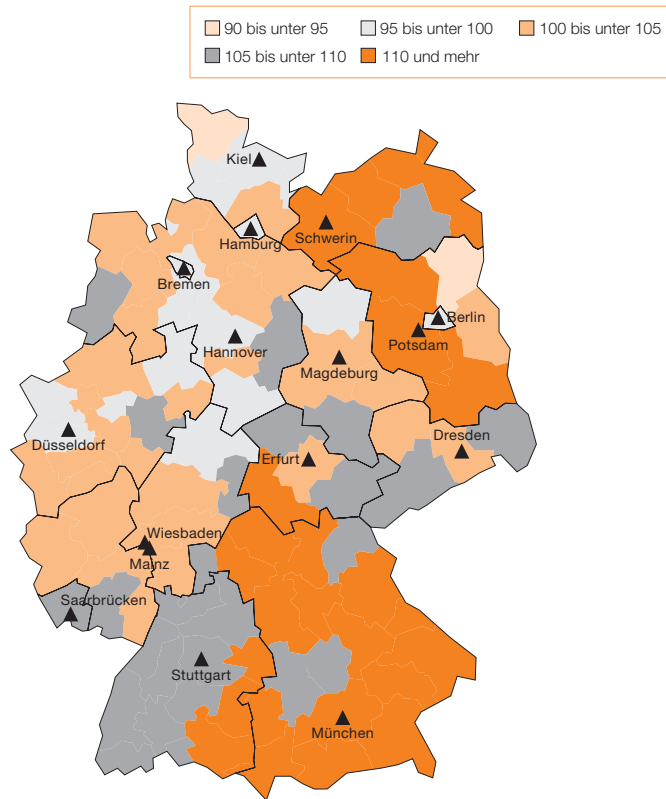 90 bis unter 95 95 bis unter 100 100 bis unter 105
105 bis unter 110 110 und mehr
Kiel
Schwerin
Hamburg
Bremen
Berlin
Potsdam
Hannover
Magdeburg
Düsseldorf
Dresden
Erfurt
Wiesbaden
Mainz
Saarbrücken
Stuttgart
München